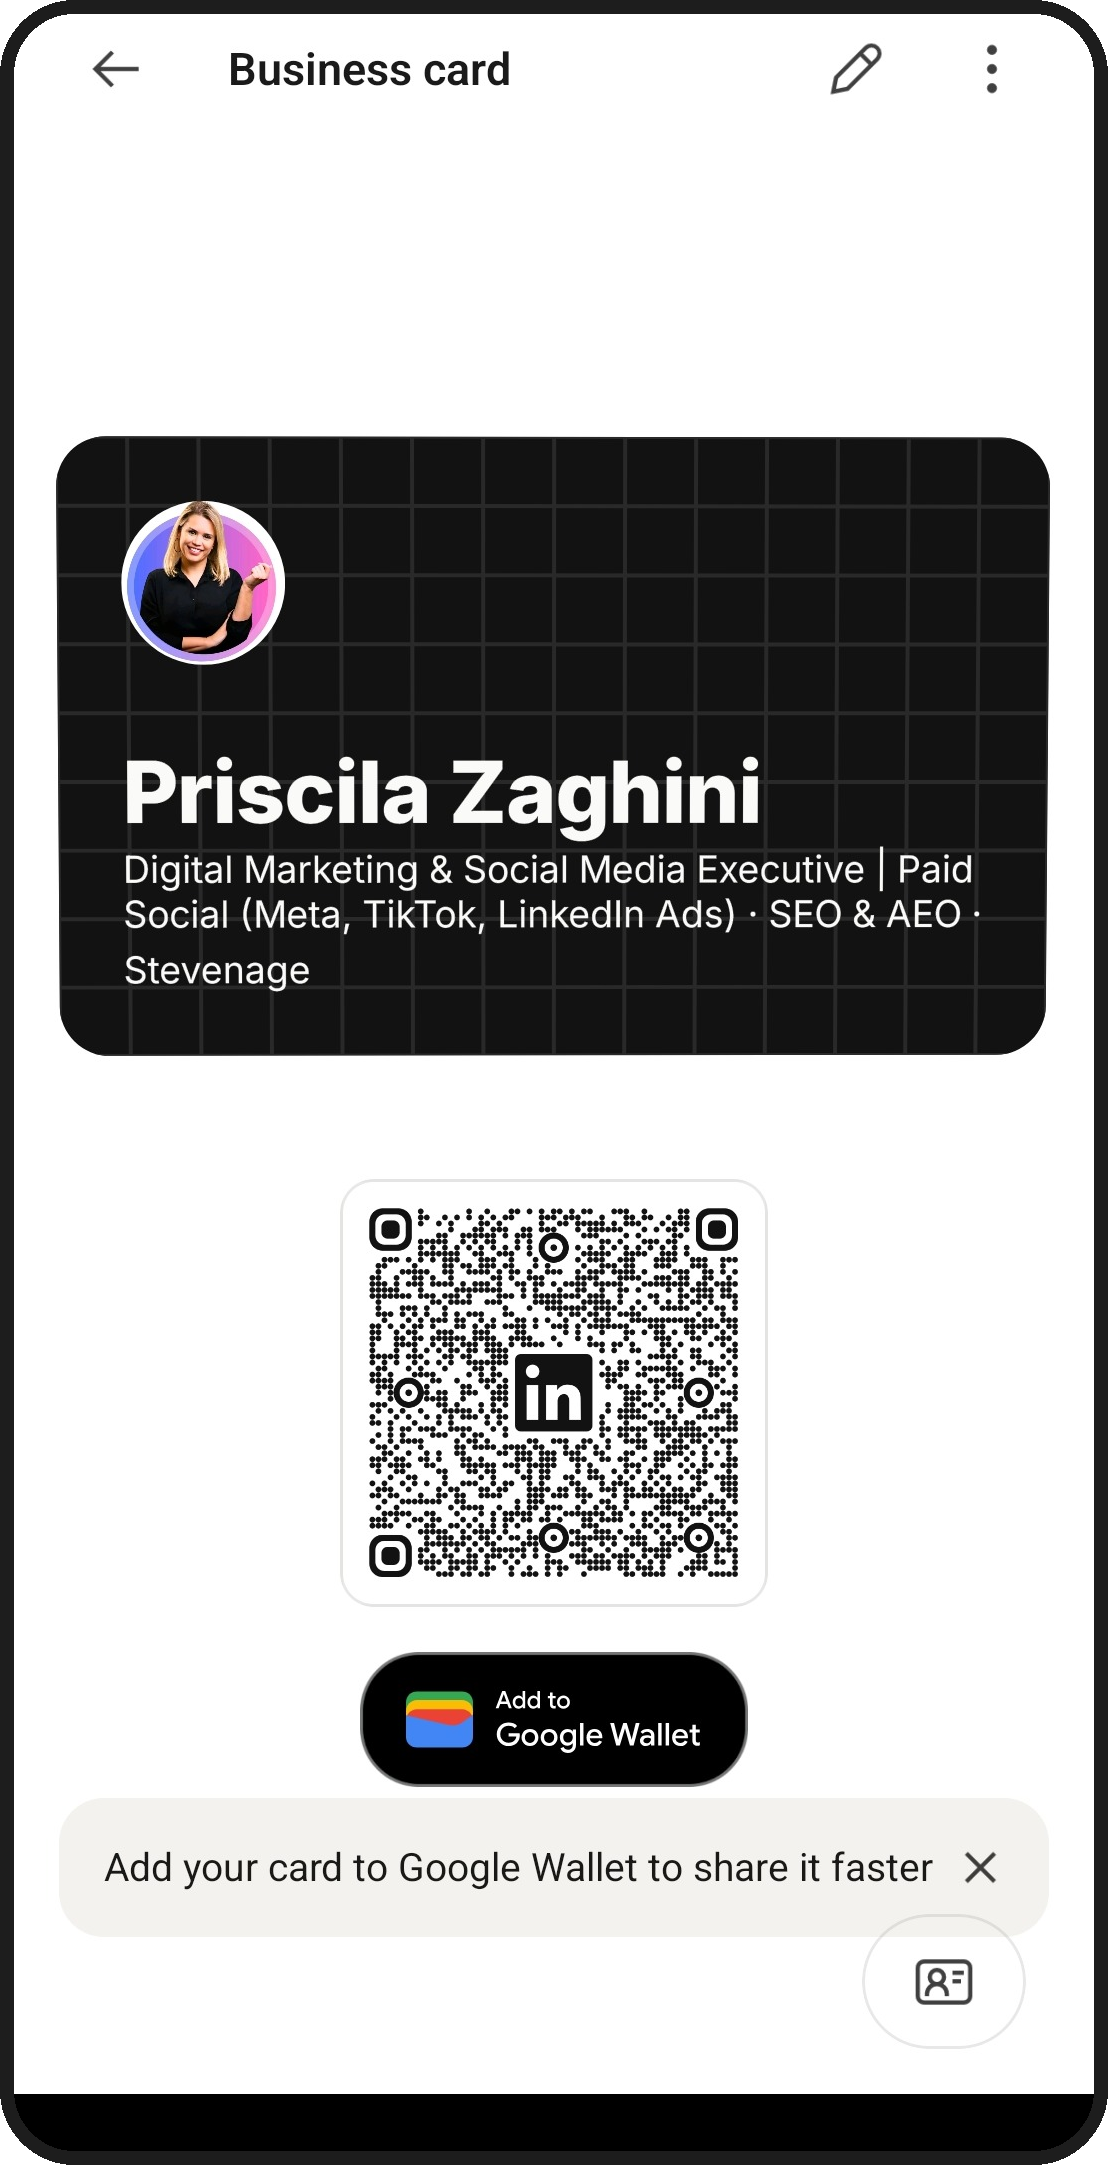 Business card
Priscila Zaghini
Digital Marketing & Social Media Executive | Paid
Social (Meta, TikTok, LinkedIn Ads) · SEO & AEO ·
Stevenage
in
Add to
Google Wallet
Add your card to Google Wallet to share it faster